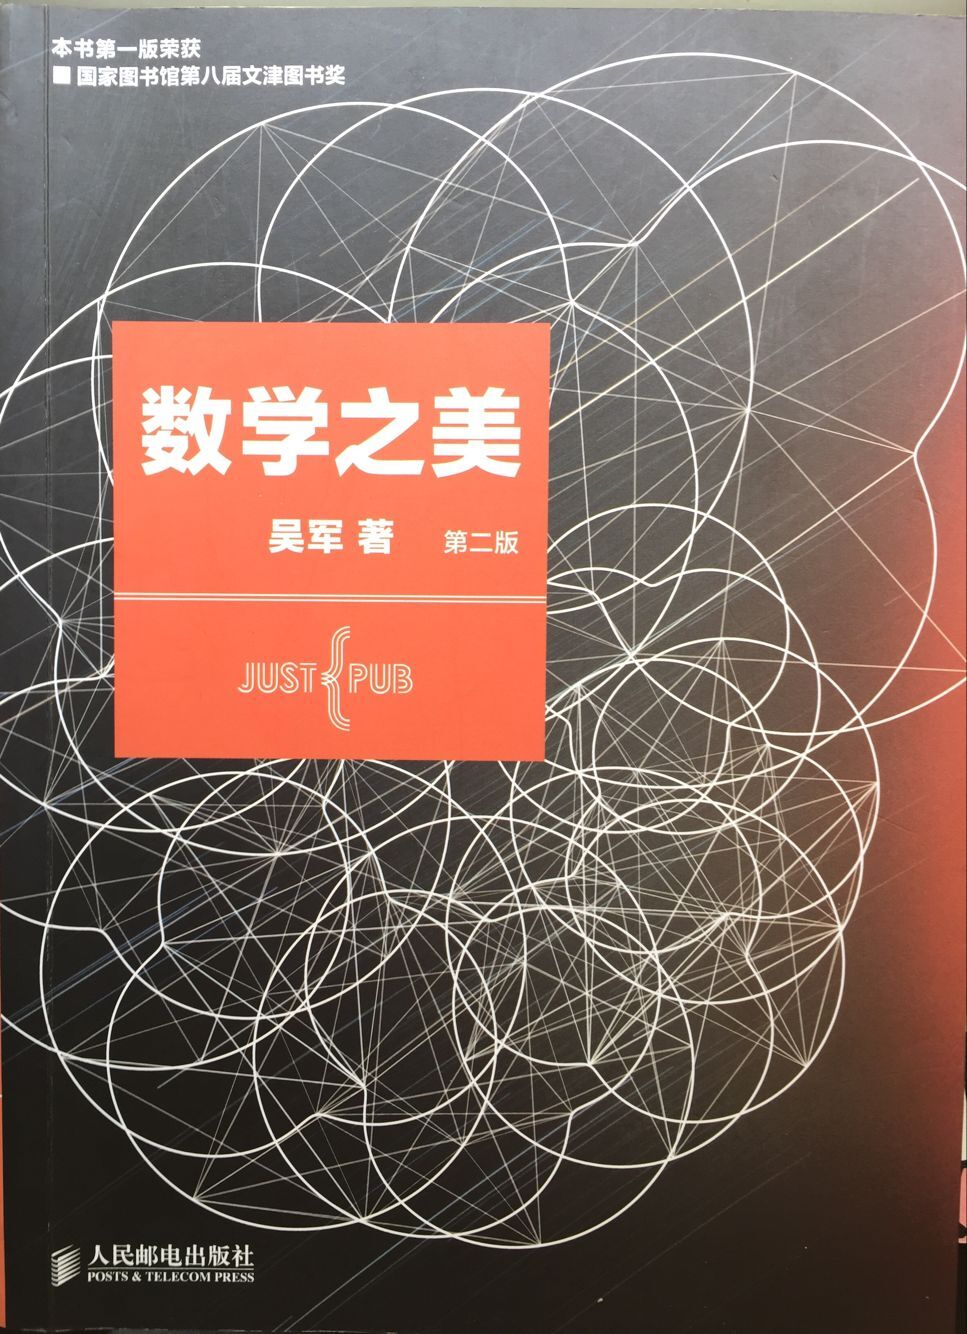 本书第一版荣获
国家图书馆第八届文津图书奖
数学之美
吴军 著 第二版
JUST PUB
人民邮电出版社
POSTS & TELECOM PRESS